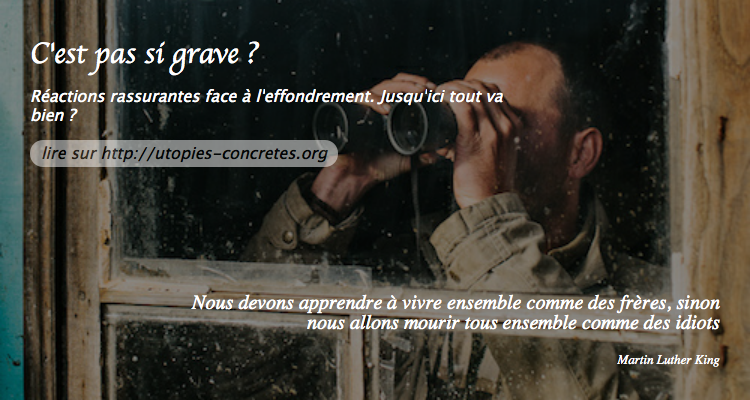 C'est pas si grave ?
Réactions rassurantes face à l'effondrement. Jusqu'ici tout va
bien ?
lire sur http://utopies-concretes.org
Nous devons apprendre à vivre ensemble comme des frères, sinon
nous allons mourir tous ensemble comme des idiots
Martin Luther King